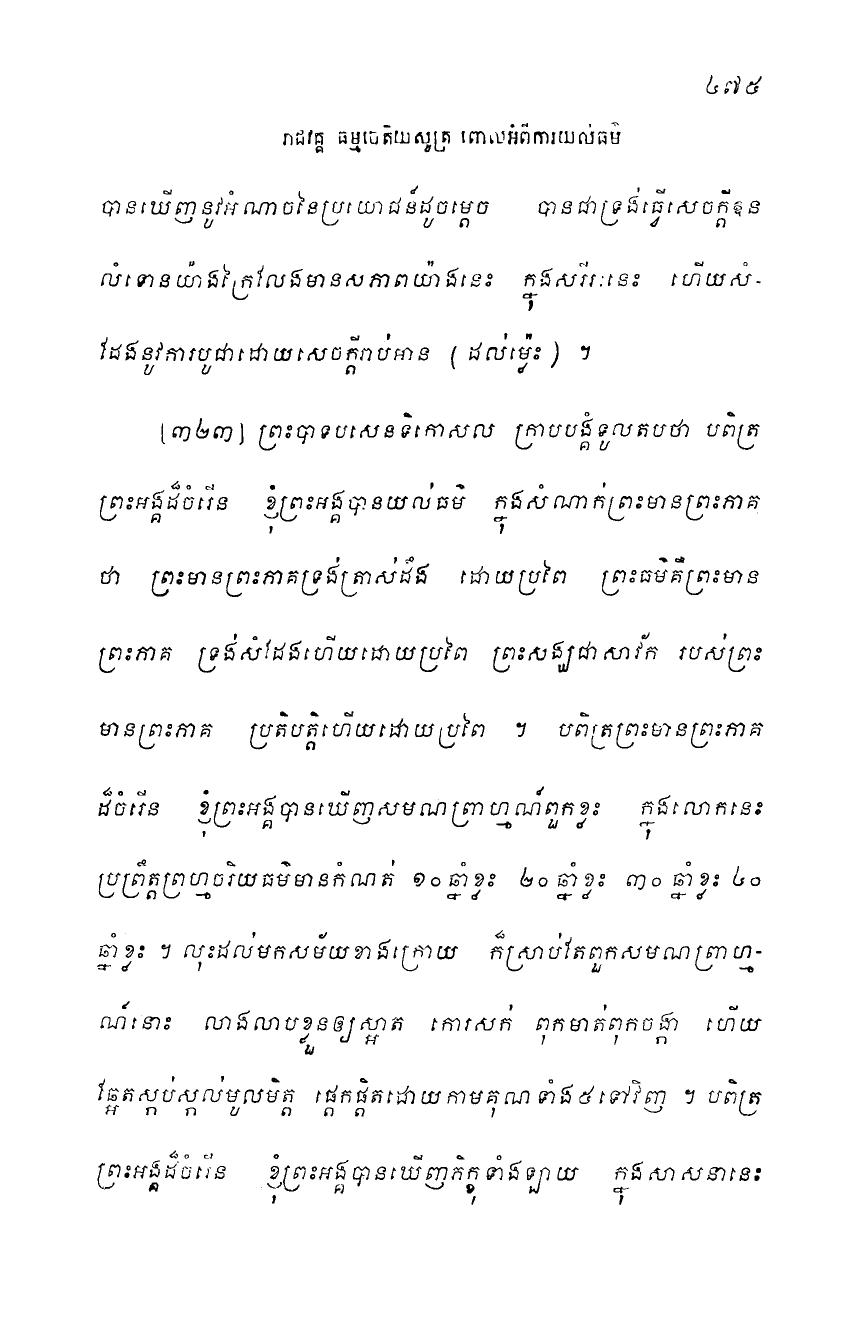 ៤៧៥
រាជវគ្គ ធម្មចេតិយសូត្រ ពោលអំពីការយល់ធម៌
បានឃើញនូវអំណាចនៃប្រយោជន៍ដូចម្តេច បានជាទ្រង់ធ្វើសេចក្តីឱន
លំទោនយ៉ាងក្រៃលែងមានសភាពយ៉ាងនេះ ក្នុងសរីរៈនេះ ហើយសំ-
ដែងនូវការបូជាដោយសេចក្តីរាប់អាន (ដល់ម្ល៉េះ) ។
[៣២៣] ព្រះបាទបសេនទិកោសល ក្រាបបង្គំទូលតបថា បពិត្រ
ព្រះអង្គដ៏ចំរើន ខ្ញុំព្រះអង្គបានយល់ធម៌ ក្នុងសំណាក់ព្រះមានព្រះភាគ
ថា ព្រះមានព្រះភាគទ្រង់ត្រាស់ដឹង ដោយប្រពៃ ព្រះធម៌គឺព្រះមាន
ព្រះភាគ ទ្រង់សំដែងហើយដោយប្រពៃ ព្រះសង្ឃជាសាវ័ក របស់ព្រះ
មានព្រះភាគ ប្រតិបត្តិហើយដោយប្រពៃ ។ បពិត្រព្រះមានព្រះភាគ
ដ៏ចំរើន ខ្ញុំព្រះអង្គបានឃើញសមណព្រាហ្មណ៍ពួកខ្លះ ក្នុងលោកនេះ
ប្រព្រឹត្តព្រហ្មចរិយធម៌មានកំណត់ ១០ ឆ្នាំខ្លះ ២០ ឆ្នាំខ្លះ ៣០ ឆ្នាំខ្លះ ៤០
ឆ្នាំខ្លះ ។ លុះដល់មកសម័យខាងក្រោយ ក៏ស្រាប់តែពួកសមណព្រាហ្ម-
ណ៍នោះ លាងលាបខ្លួនឲ្យស្អាត កោរសក់ ពុកមាត់ពុកចង្កា ហើយ
ឆ្អែតស្កប់ស្កល់មូលមិត្ត ផ្តេកផ្តិតដោយកាមគុណទាំង៥ទៅវិញ ។ បពិត្រ
ព្រះអង្គដ៏ចំរើន ខ្ញុំព្រះអង្គបានឃើញភិក្ខុទាំងឡាយ ក្នុងសាសនានេះ